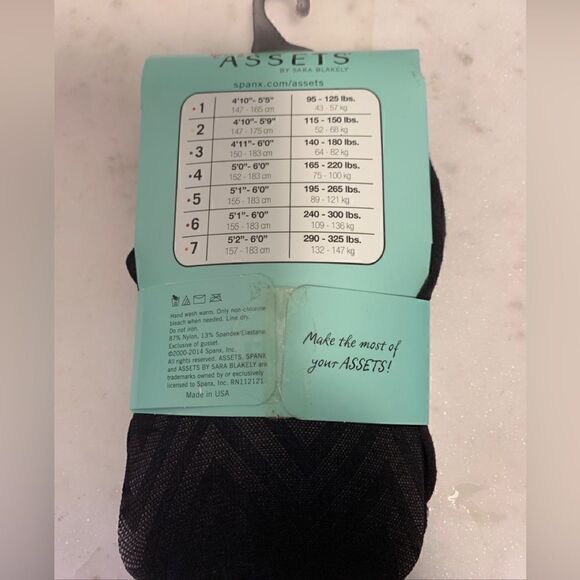 ASSETS
BY SARA BLAKELY
spanx.com/assets
1 4'10"- 5'5" 95 - 125 lbs.
147 - 165 cm 43 - 57 kg
2 4'10"- 5'9" 115 - 150 lbs.
147 - 175 cm 52 - 68 kg
3 4'11"- 6'0" 140 - 180 lbs.
150 - 183 cm 64 - 82 kg
4 5'0"- 6'0" 165 - 220 lbs.
152 - 183 cm 75 - 100 kg
5 5'1"- 6'0" 195 - 265 lbs.
155 - 183 cm 89 - 121 kg
6 5'1"- 6'0" 240 - 300 lbs.
155 - 183 cm 109 - 136 kg
7 5'2"- 6'0" 290 - 325 lbs.
157 - 183 cm 132 - 147 kg
Hand wash warm. Only non-chlorine
bleach when needed. Line dry.
Do not iron.
87% Nylon, 13% Spandex/Elastane.
Exclusive of gusset.
©2000-2014 Spanx, Inc.
All rights reserved. ASSETS, SPANX
and ASSETS BY SARA BLAKELY are
trademarks owned by or exclusively
licensed to Spanx, Inc. RN112121
Made in USA
Make the most of
your ASSETS!